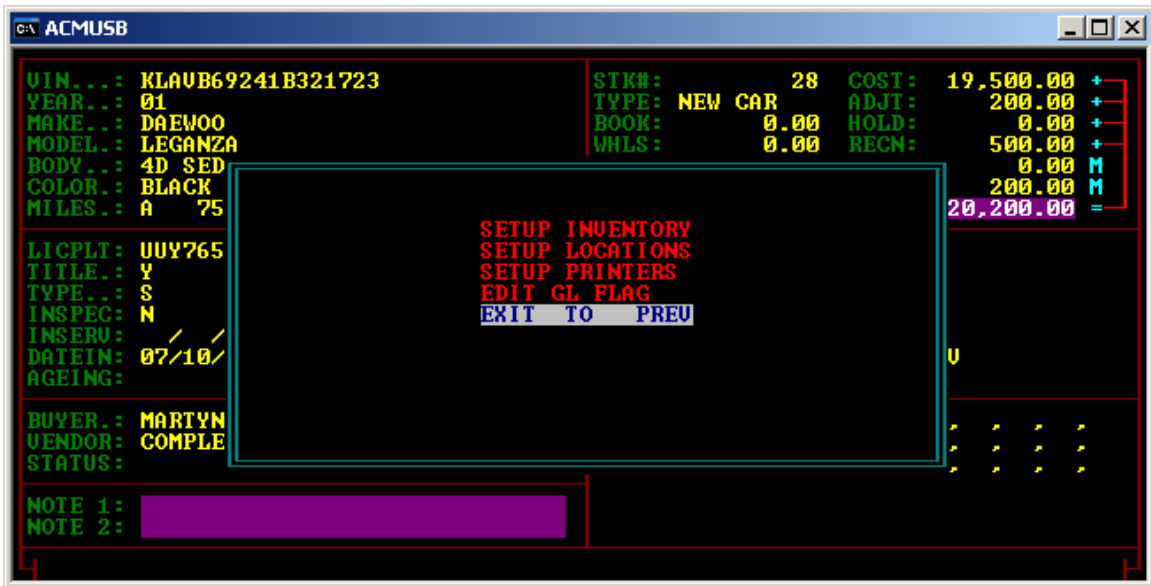 ACMUSB
VIN...: KLAVB69241B321723 STK#: 28 COST: 19,500.00 +
YEAR..: 01 TYPE: NEW CAR ADJT: 200.00 +
MAKE..: DAEWOO BOOK: 0.00 HOLD: 0.00 +
MODEL.: LEGANZA WHLS: 0.00 RECN: 500.00 +
BODY..: 4D SED 0.00 M
COLOR.: BLACK 200.00 M
MILES.: A 75 20,200.00 =
SETUP INVENTORY
LICPLT: UUY765 SETUP LOCATIONS
TITLE.: Y SETUP PRINTERS
TYPE..: S EDIT GL FLAG
INSPEC: N EXIT TO PREV
INSERV: / /
DATEIN: 07/10/ V
AGEING:
BUYER.: MARTYN , , , ,
VENDOR: COMPLE , , , ,
STATUS: , , , ,
NOTE 1:
NOTE 2: